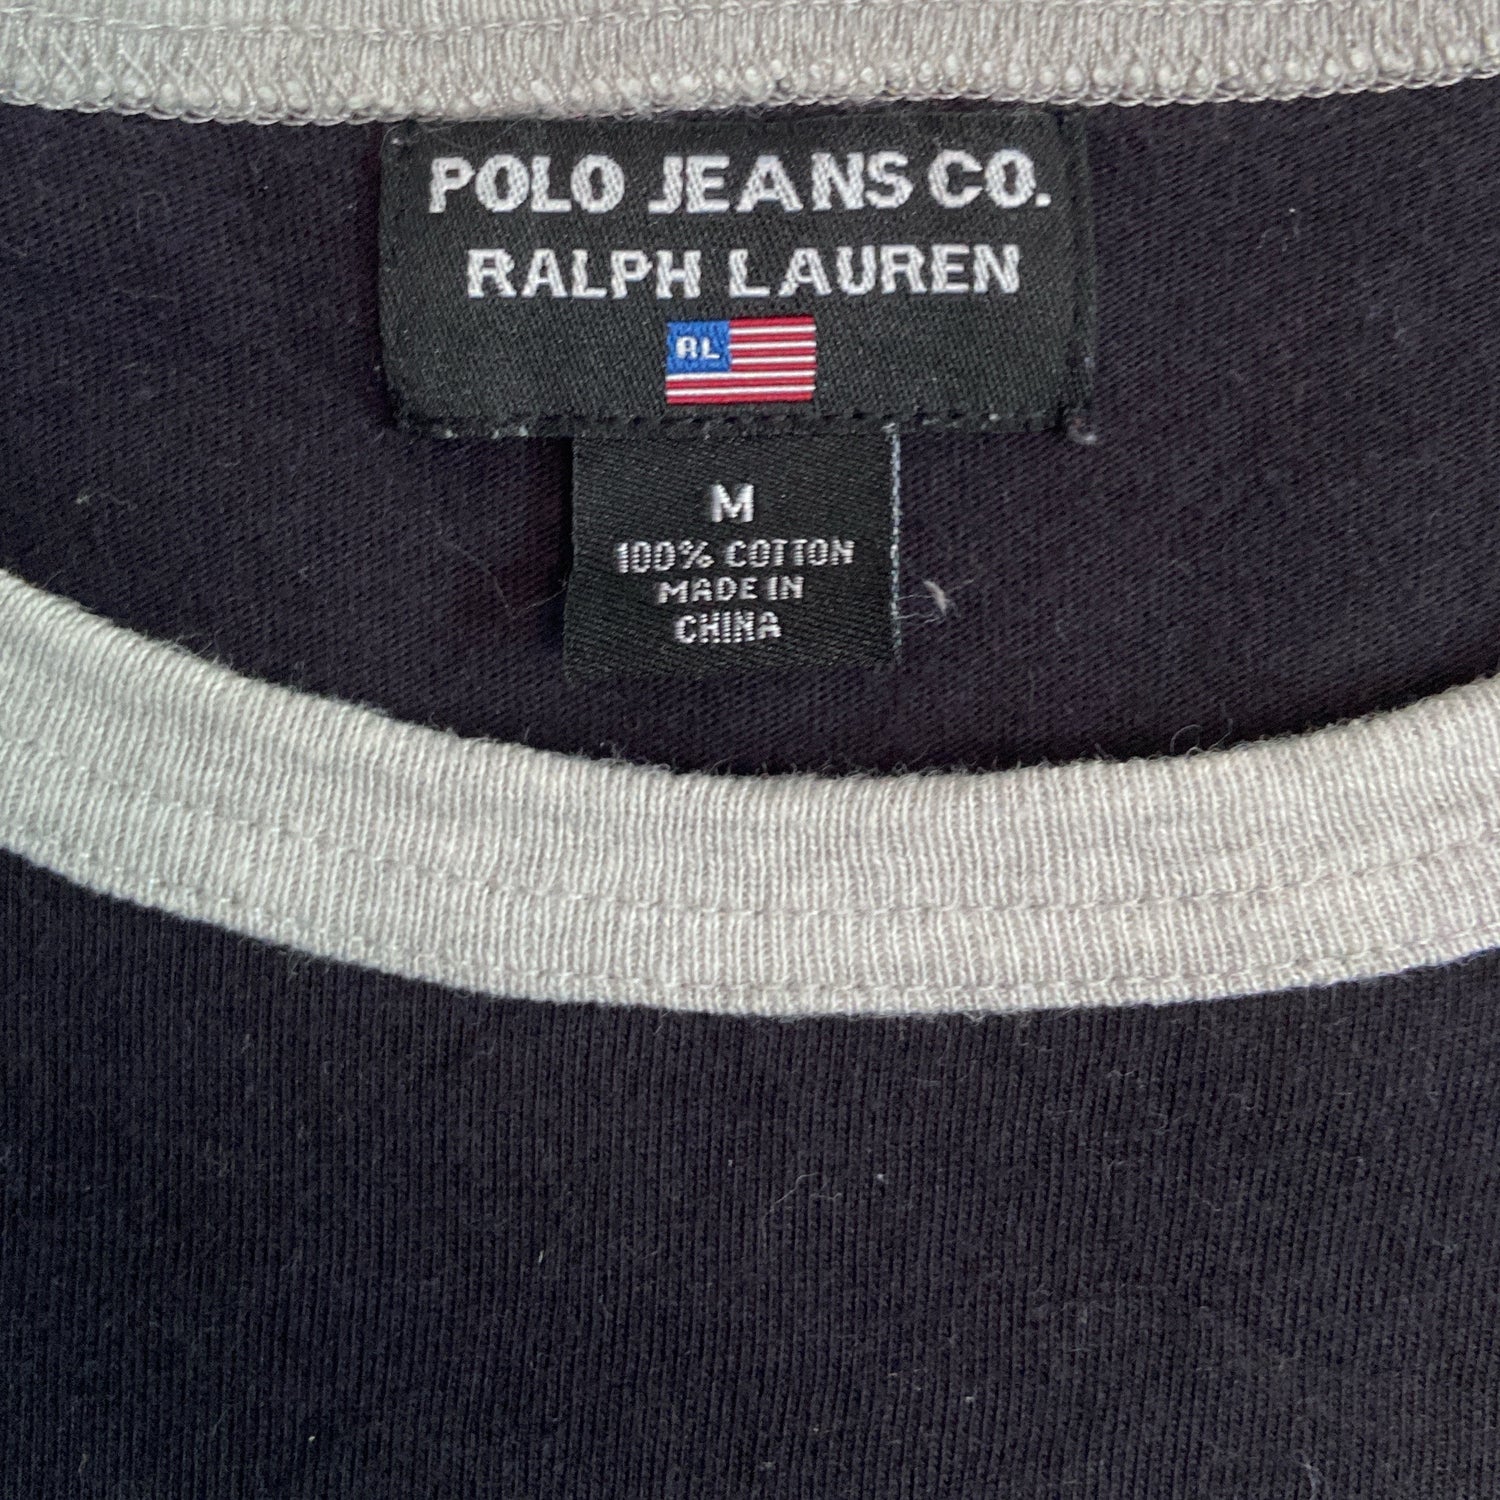 POLO JEANS CO.
RALPH LAUREN
RL
M
100% COTTON
MADE IN
CHINA